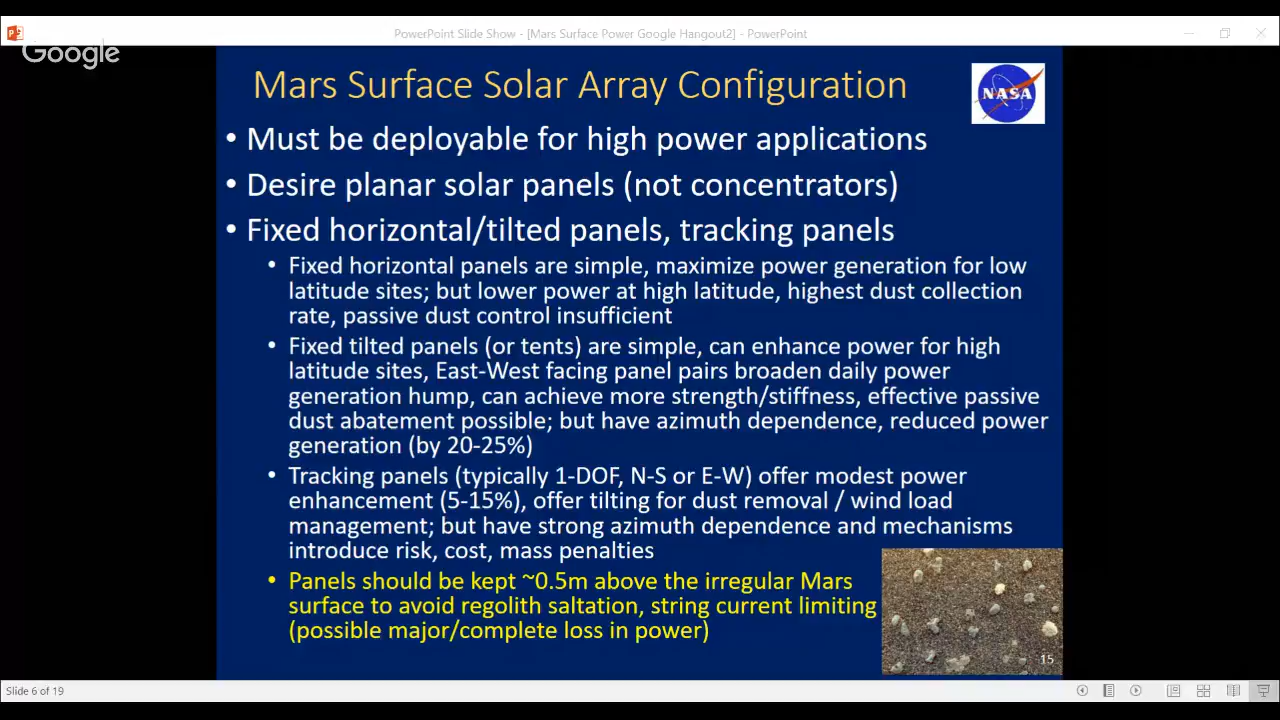 PowerPoint Slide Show - [Mars Surface Power Google Hangout2] - PowerPoint
Google
Mars Surface Solar Array Configuration
NASA
• Must be deployable for high power applications
• Desire planar solar panels (not concentrators)
• Fixed horizontal/tilted panels, tracking panels
• Fixed horizontal panels are simple, maximize power generation for low
latitude sites; but lower power at high latitude, highest dust collection
rate, passive dust control insufficient
• Fixed tilted panels (or tents) are simple, can enhance power for high
latitude sites, East-West facing panel pairs broaden daily power
generation hump, can achieve more strength/stiffness, effective passive
dust abatement possible; but have azimuth dependence, reduced power
generation (by 20-25%)
• Tracking panels (typically 1-DOF, N-S or E-W) offer modest power
enhancement (5-15%), offer tilting for dust removal / wind load
management; but have strong azimuth dependence and mechanisms
introduce risk, cost, mass penalties
• Panels should be kept ~0.5m above the irregular Mars
surface to avoid regolith saltation, string current limiting
(possible major/complete loss in power)
15
Slide 6 of 19